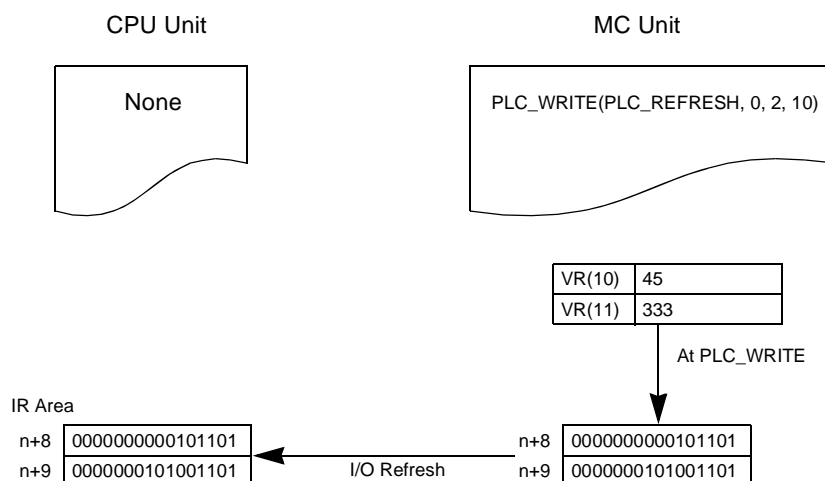 CPU Unit
MC Unit
None
PLC_WRITE(PLC_REFRESH, 0, 2, 10)
VR(10) 45
VR(11) 333
At PLC_WRITE
IR Area
n+8 0000000000101101
n+9 0000000101001101
I/O Refresh
n+8 0000000000101101
n+9 0000000101001101